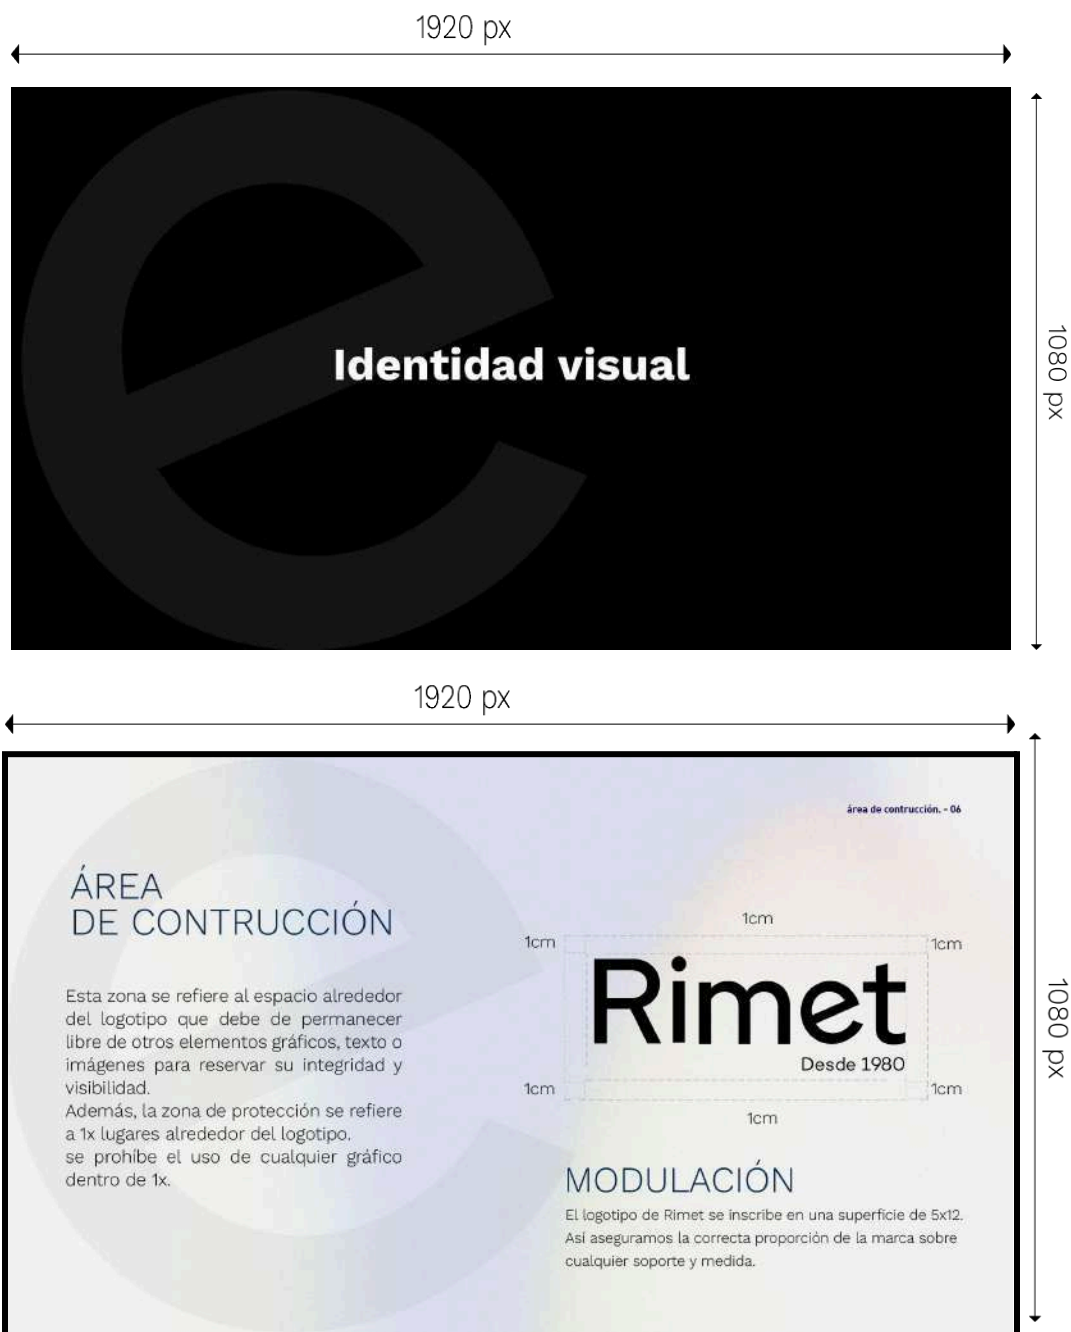 1920 px
Identidad visual
1080 px
1920 px
área de contrucción. - 06
ÁREA
DE CONTRUCCIÓN
Esta zona se refiere al espacio alrededor
del logotipo que debe de permanecer
libre de otros elementos gráficos, texto o
imágenes para reservar su integridad y
visibilidad.
Además, la zona de protección se refiere
a 1x lugares alrededor del logotipo.
se prohíbe el uso de cualquier gráfico
dentro de 1x.
1cm
1cm
1cm
Rimet
Desde 1980
1cm
1cm
1cm
MODULACIÓN
El logotipo de Rimet se inscribe en una superficie de 5x12.
Así aseguramos la correcta proporción de la marca sobre
cualquier soporte y medida.
1080 px